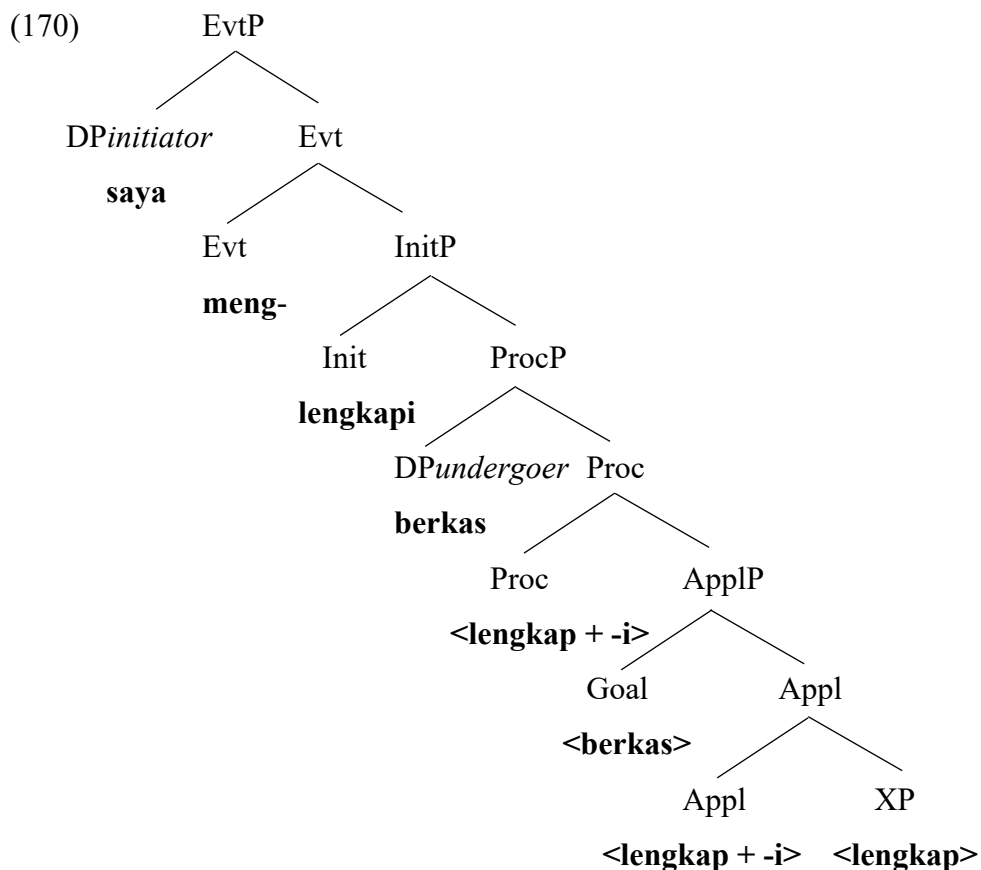 (170) EvtP
DPinitiator Evt
saya
Evt InitP
meng-
Init ProcP
lengkapi
DPundergoer Proc
berkas
Proc ApplP
<lengkap + -i>
Goal Appl
<berkas>
Appl XP
<lengkap + -i> <lengkap>